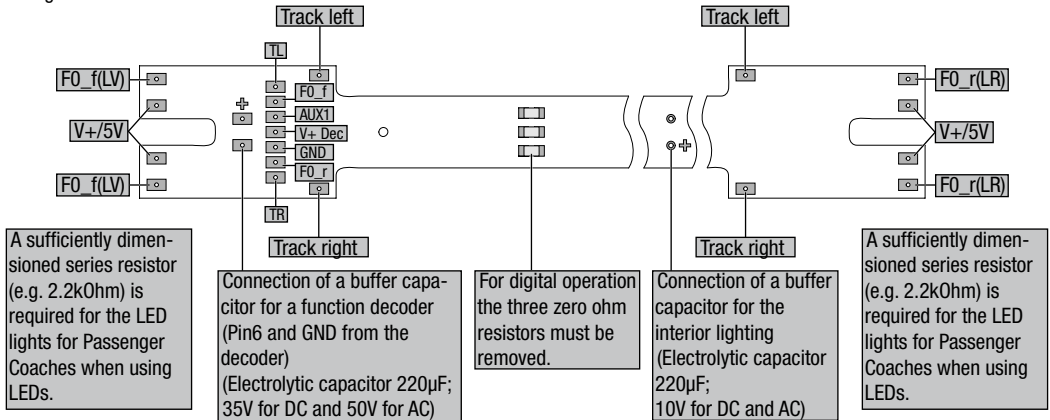 Track left
Track left
TL
F0_f(LV)
F0_f
F0_r(LR)
AUX1
V+/5V
V+ Dec
V+/5V
GND
F0_f(LV)
F0_r
F0_r(LR)
TR
Track right
Track right
A sufficiently dimen-
sioned series resistor
(e.g. 2.2kOhm) is
required for the LED
lights for Passenger
Coaches when using
LEDs.
Connection of a buffer capa-
citor for a function decoder
(Pin6 and GND from the
decoder)
(Electrolytic capacitor 220µF;
35V for DC and 50V for AC)
For digital operation
the three zero ohm
resistors must be
removed.
Connection of a buffer
capacitor for the
interior lighting
(Electrolytic capacitor
220µF;
10V for DC and AC)
A sufficiently dimen-
sioned series resistor
(e.g. 2.2kOhm) is
required for the LED
lights for Passenger
Coaches when using
LEDs.